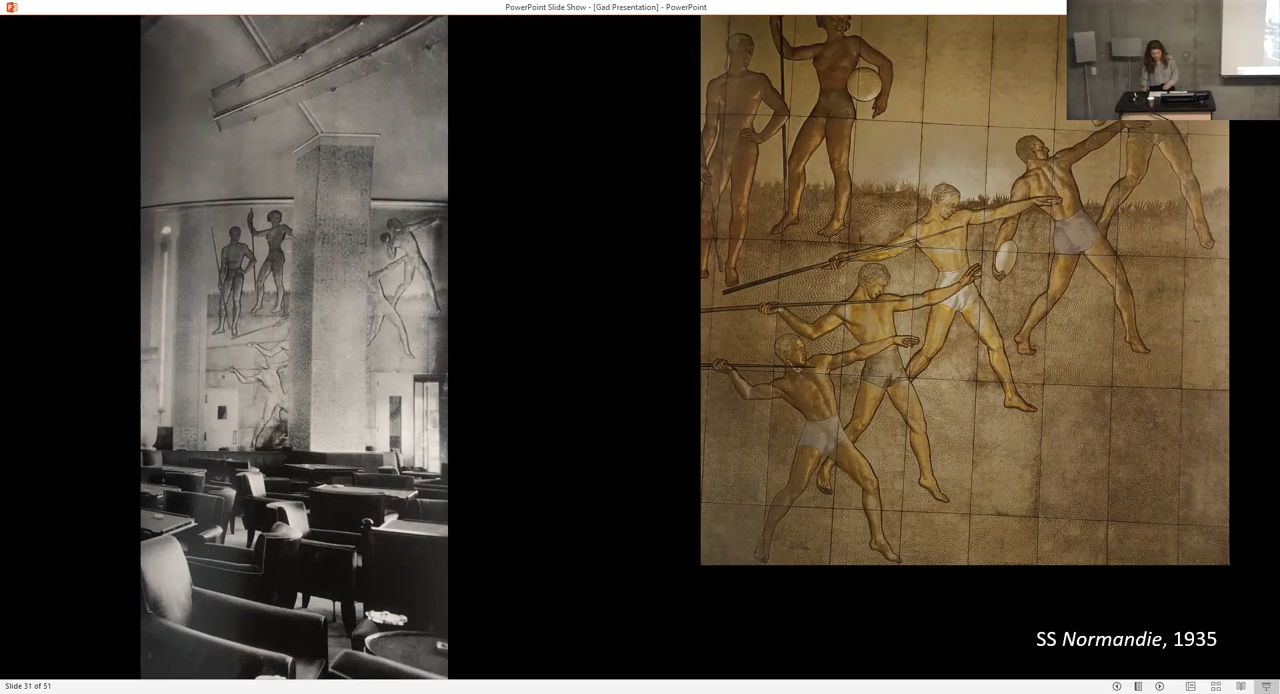 PowerPoint Slide Show - [Gad Presentation] - PowerPoint
SS Normandie, 1935
Slide 31 of 51